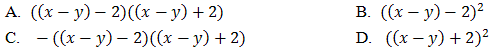 A. ((x − y) − 2)((x − y) + 2) B. ((x − y) − 2)²
C. − ((x − y) − 2)((x − y) + 2) D. ((x − y) + 2)²